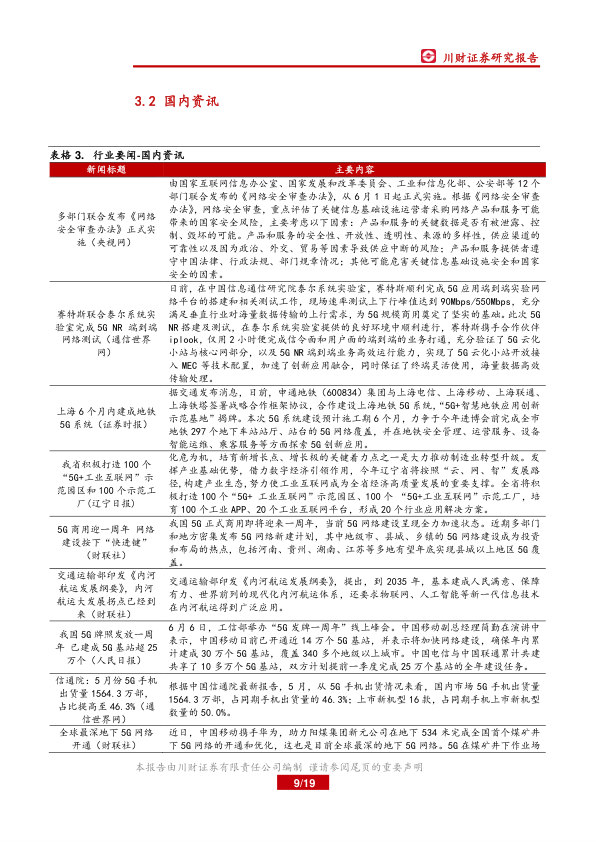 川财证券研究报告
3.2 国内资讯
表格 3. 行业要闻-国内资讯
新闻标题
主要内容
多部门联合发布《网络
安全审查办法》正式实
施（央视网）
由国家互联网信息办公室、国家发展和改革委员会、工业和信息化部、公安部等 12 个
部门联合发布的《网络安全审查办法》，从 6 月 1 日起正式实施。根据《网络安全审查
办法》，网络安全审查，重点评估了关键信息基础设施运营者采购网络产品和服务可能
带来的国家安全风险，主要考虑以下因素：产品和服务的关键数据是否有被泄露、控
制、毁坏的可能。产品和服务的安全性、开放性、透明性、来源的多样性，供应渠道的
可靠性以及因为政治、外交、贸易等因素导致供应中断的风险；产品和服务提供者遵
守中国法律、行政法规、部门规章情况；其他可能危害关键信息基础设施安全和国家
安全的因素。
赛特斯联合泰尔系统实
验室完成 5G NR 端到端
网络测试（通信世界
网）
日前，在中国信息通信研究院泰尔系统实验室，赛特斯顺利完成 5G 应用端到端实验网
络平台的搭建和相关测试工作，现场速率测试上下行峰值达到 90Mbps/550Mbps，充分
满足垂直行业对海量数据传输的上行需求，为 5G 规模商用奠定了坚实的基础。此次 5G
NR 搭建及测试，在泰尔系统实验室提供的良好环境中顺利进行，赛特斯携手合作伙伴
iplook，仅用 2 小时便完成信令面和用户面的端到端的业务打通，充分验证了 5G 云化
小站与核心网部分，以及 5G NR 端到端业务高效运行能力，实现了 5G 云化小站开放接
入 MEC 等技术配置，加速了创新应用融合，同时保证了终端灵活使用，海量数据高效
传输处理。
上海 6 个月内建成地铁
5G 系统（证券时报）
据交通发布消息，日前，申通地铁（600834）集团与上海电信、上海移动、上海联通、
上海铁塔签署战略合作框架协议，合作建设上海地铁 5G 系统，“5G+智慧地铁应用创新
示范基地”揭牌。本次 5G 系统建设预计施工期 6 个月，力争于今年进博会前完成全市
地铁 297 个地下车站站厅、站台的 5G 网络覆盖，并在地铁安全管理、运营服务、设备
智能运维、乘客服务等方面探索 5G 创新应用。
我省积极打造 100 个
“5G+工业互联网”示
范园区和 100 个示范工
厂(辽宁日报)
化危为机，培育新增长点、增长极的关键着力点之一是大力推动制造业转型升级。发
挥产业基础优势，借力数字经济引领作用，今年辽宁省将按照“云、网、智”发展路
径,构建产业生态,努力使工业互联网成为全省经济高质量发展的重要支撑。全省将积
极打造 100 个“5G+ 工业互联网”示范园区、100 个 “5G+工业互联网”示范工厂，培
育 100 个工业 APP、20 个工业互联网平台，形成 20 个行业应用解决方案。
5G 商用迎一周年 网络
建设按下“快进键”
（财联社）
我国 5G 正式商用即将迎来一周年，当前 5G 网络建设呈现全力加速状态。近期多部门
和地方密集发布 5G 网络新建计划，其中地级市、县城、乡镇的 5G 网络建设成为投资
和布局的热点，包括河南、贵州、湖南、江苏等多地有望年底实现县城以上地区 5G 覆
盖。
交通运输部印发《内河
航运发展纲要》，内河
航运大发展拐点已经到
来（财联社）
交通运输部印发《内河航运发展纲要》，提出，到 2035 年，基本建成人民满意、保障
有力、世界前列的现代化内河航运体系，还要求物联网、人工智能等新一代信息技术
在内河航运得到广泛应用。
我国 5G 牌照发放一周
年 已建成 5G 基站超 25
万个（人民日报）
6 月 6 日，工信部举办“5G 发牌一周年”线上峰会。中国移动副总经理简勤在演讲中
表示，中国移动目前已开通近 14 万个 5G 基站，并表示将加快网络建设，确保年内累
计建成 30 万个 5G 基站，覆盖 340 多个地级以上城市。中国电信与中国联通累计共建
共享了 10 多万个 5G 基站，双方计划提前一季度完成 25 万个基站的全年建设任务。
信通院：5 月份 5G 手机
出货量 1564.3 万部，
占比提高至 46.3%（通
信世界网）
根据中国信通院最新报告，5 月，从 5G 手机出货情况来看，国内市场 5G 手机出货量
1564.3 万部，占同期手机出货量的 46.3%；上市新机型 16 款，占同期手机上市新机型
数量的 50.0%。
全球最深地下 5G 网络
开通（财联社）
近日，中国移动携手华为，助力阳煤集团新元公司在地下 534 米完成全国首个煤矿井
下 5G 网络的开通和优化，这也是目前全球最深的地下 5G 网络。5G 在煤矿井下作业场
本报告由川财证券有限责任公司编制 谨请参阅尾页的重要声明
9/19